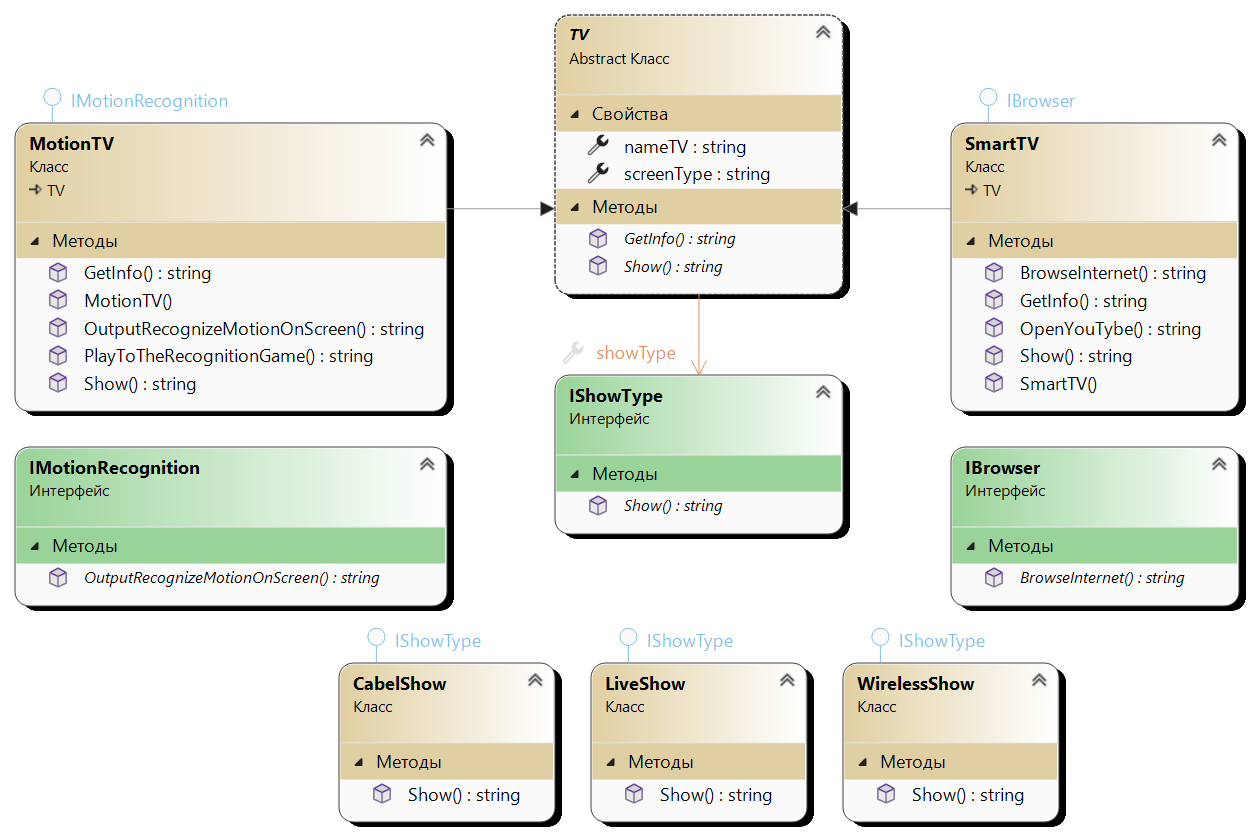 TV
Abstract Класс
Свойства
nameTV : string
screenType : string
Методы
GetInfo() : string
Show() : string
IMotionRecognition
MotionTV
Класс
TV
Методы
GetInfo() : string
MotionTV()
OutputRecognizeMotionOnScreen() : string
PlayToTheRecognitionGame() : string
Show() : string
IBrowser
SmartTV
Класс
TV
Методы
BrowseInternet() : string
GetInfo() : string
OpenYouTybe() : string
Show() : string
SmartTV()
showType
IShowType
Интерфейс
Методы
Show() : string
IMotionRecognition
Интерфейс
Методы
OutputRecognizeMotionOnScreen() : string
IBrowser
Интерфейс
Методы
BrowseInternet() : string
IShowType
CabelShow
Класс
Методы
Show() : string
IShowType
LiveShow
Класс
Методы
Show() : string
IShowType
WirelessShow
Класс
Методы
Show() : string